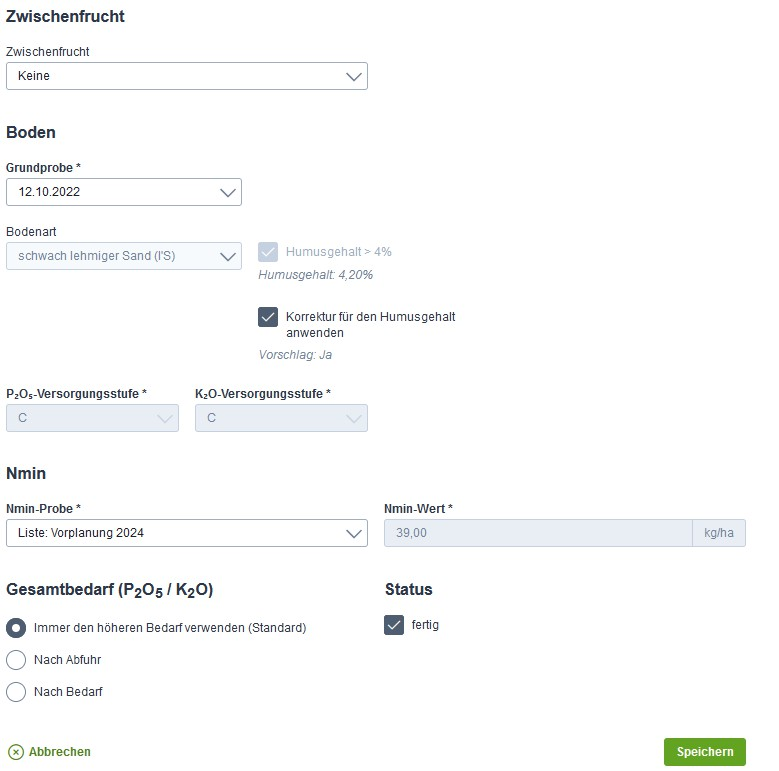 Zwischenfrucht
Zwischenfrucht
Keine
Boden
Grundprobe *
12.10.2022
Bodenart
schwach lehmiger Sand (l'S)
Humusgehalt > 4%
Humusgehalt: 4,20%
Korrektur für den Humusgehalt
anwenden
Vorschlag: Ja
P₂O₅-Versorgungsstufe *
K₂O-Versorgungsstufe *
C
C
Nmin
Nmin-Probe *
Nmin-Wert *
Liste: Vorplanung 2024
39,00
kg/ha
Gesamtbedarf (P₂O₅ / K₂O)
Status
Immer den höheren Bedarf verwenden (Standard)
fertig
Nach Abfuhr
Nach Bedarf
Abbrechen
Speichern